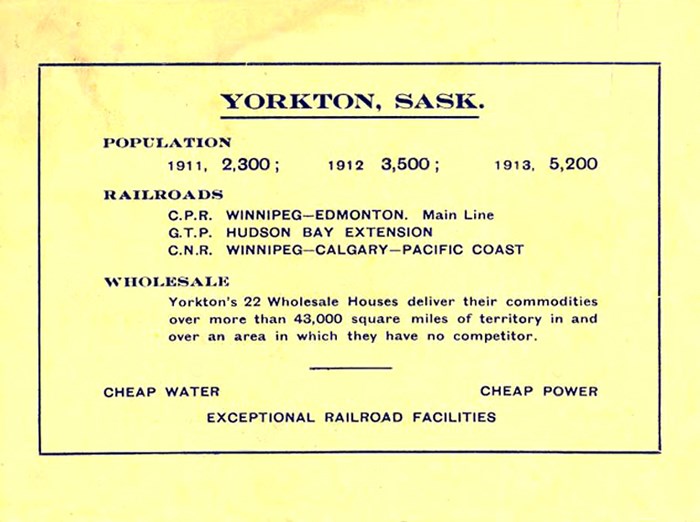 YORKTON, SASK.
POPULATION
1911, 2,300; 1912 3,500; 1913, 5,200
RAILROADS
C.P.R. WINNIPEG—EDMONTON. Main Line
G.T.P. HUDSON BAY EXTENSION
C.N.R. WINNIPEG—CALGARY—PACIFIC COAST
WHOLESALE
Yorkton's 22 Wholesale Houses deliver their commodities
over more than 43,000 square miles of territory in and
over an area in which they have no competitor.
CHEAP WATER CHEAP POWER
EXCEPTIONAL RAILROAD FACILITIES